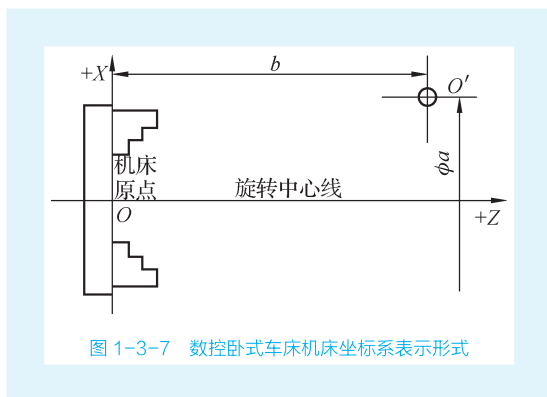 +X
b
O′
机床
原点
旋转中心线
ϕa
O
+Z
图 1-3-7 数控卧式车床机床坐标系表示形式